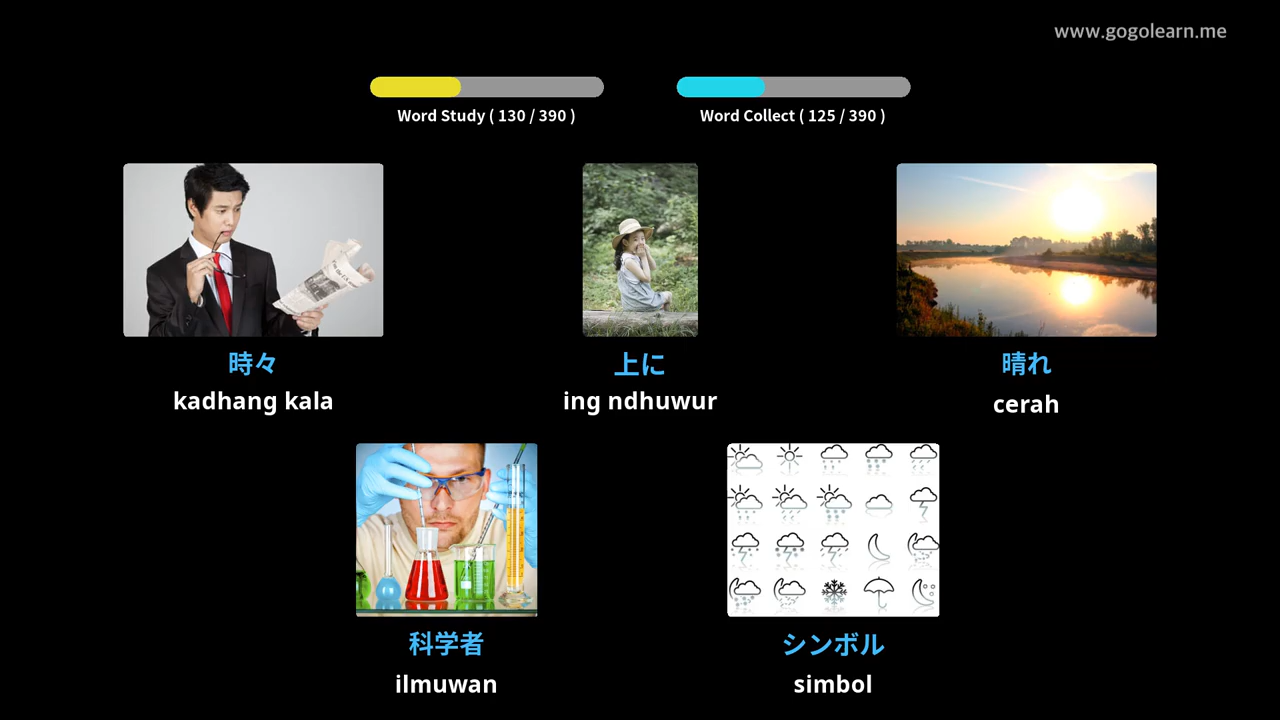 www.gogolearn.me
Word Study ( 130 / 390 )
Word Collect ( 125 / 390 )
時々
kadhang kala
上に
ing ndhuwur
晴れ
cerah
科学者
ilmuwan
シンボル
simbol